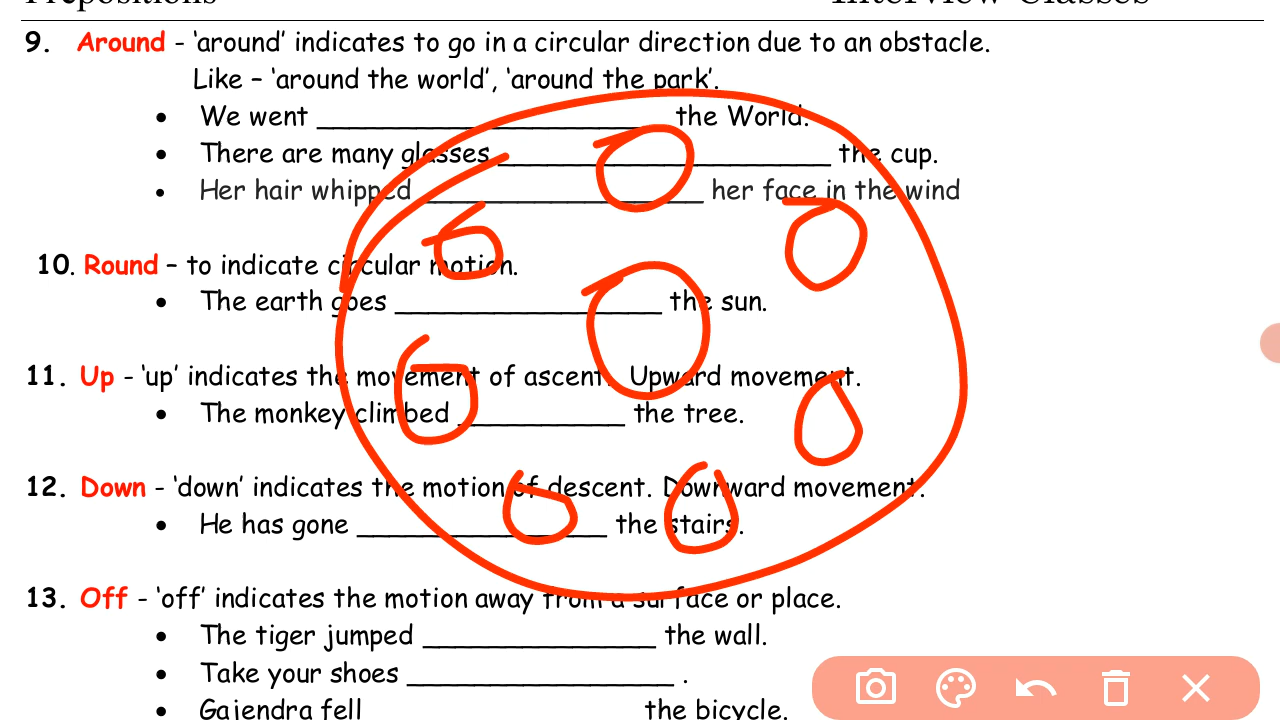 Prepositions Interview Classes
9. Around - ‘around’ indicates to go in a circular direction due to an obstacle.
Like – ‘around the world’, ‘around the park’.
• We went ______________________ the World.
• There are many glasses ______________________ the cup.
• Her hair whipped ___________________ her face in the wind
10. Round – to indicate circular motion.
• The earth goes __________________ the sun.
11. Up - ‘up’ indicates the movement of ascent. Upward movement.
• The monkey climbed ___________ the tree.
12. Down - ‘down’ indicates the motion of descent. Downward movement.
• He has gone _________________ the stairs.
13. Off - ‘off’ indicates the motion away from a surface or place.
• The tiger jumped ________________ the wall.
• Take your shoes __________________ .
• Gajendra fell ___________________ the bicycle.